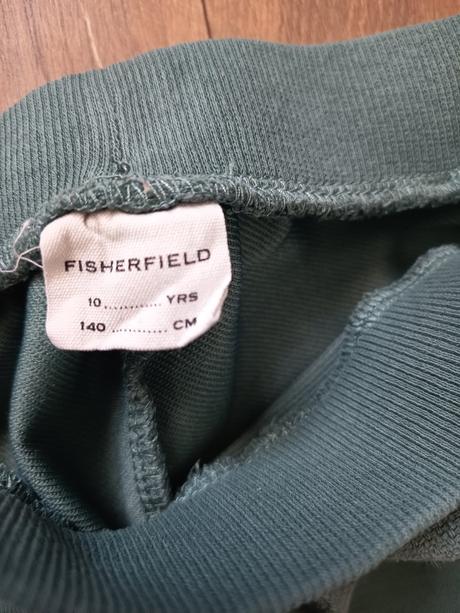 FISHERFIELD
10............ YRS
140 ............ CM